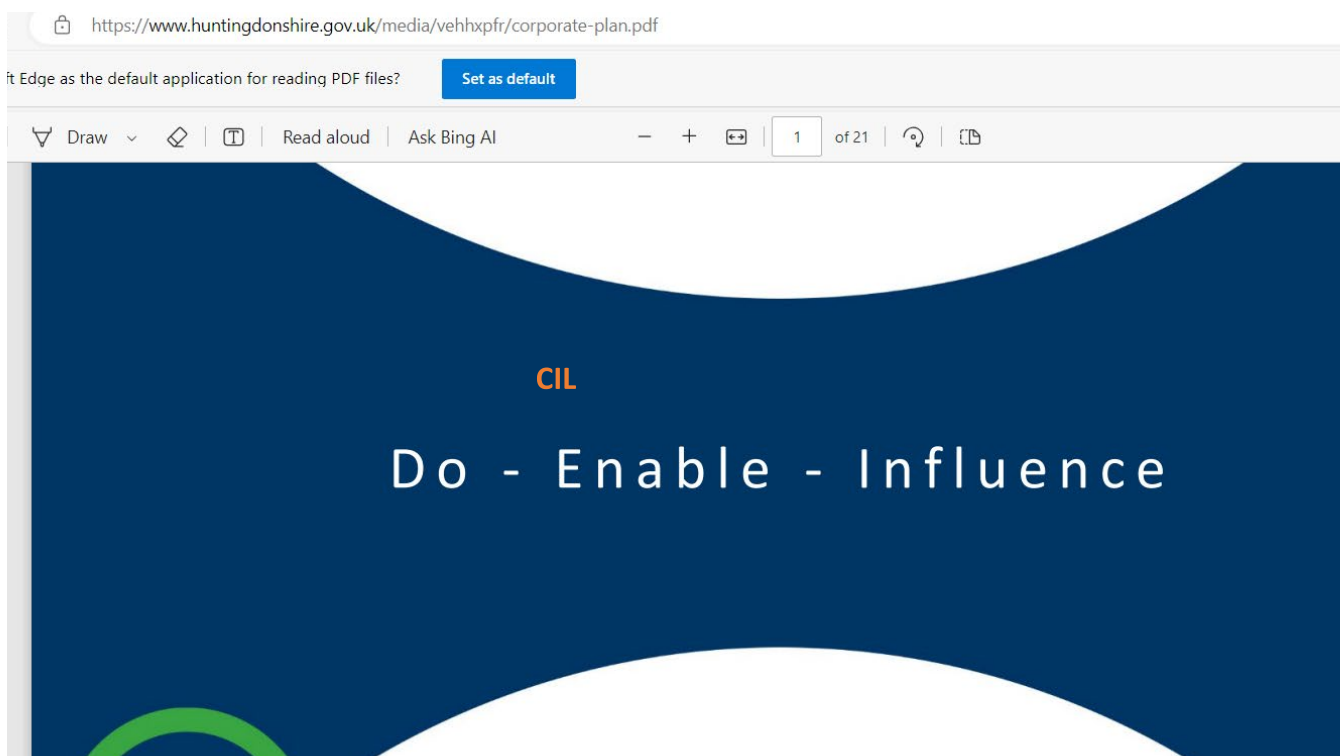 https://www.huntingdonshire.gov.uk/media/vehhxpfr/corporate-plan.pdf
ft Edge as the default application for reading PDF files? Set as default
Draw Read aloud Ask Bing AI 1 of 21
CIL
Do - Enable - Influence